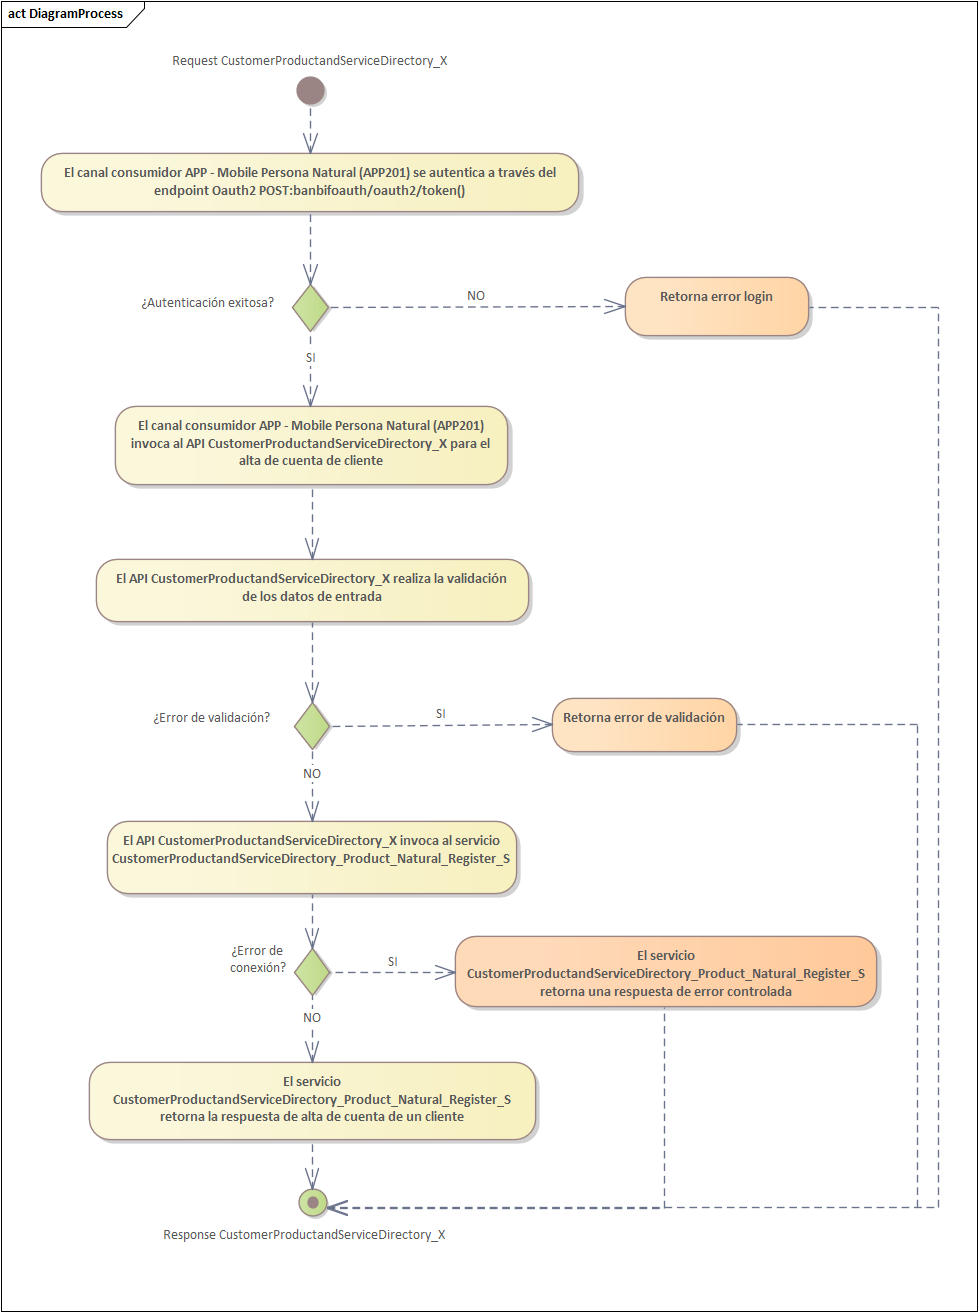 act DiagramProcess
Request CustomerProductandServiceDirectory_X
El canal consumidor APP - Mobile Persona Natural (APP201) se autentica a través del
endpoint Oauth2 POST:banbifoauth/oauth2/token()
¿Autenticación exitosa?
NO
Retorna error login
SI
El canal consumidor APP - Mobile Persona Natural (APP201)
invoca al API CustomerProductandServiceDirectory_X para el
alta de cuenta de cliente
El API CustomerProductandServiceDirectory_X realiza la validación
de los datos de entrada
¿Error de validación?
SI
Retorna error de validación
NO
El API CustomerProductandServiceDirectory_X invoca al servicio
CustomerProductandServiceDirectory_Product_Natural_Register_S
¿Error de
conexión?
SI
El servicio
CustomerProductandServiceDirectory_Product_Natural_Register_S
retorna una respuesta de error controlada
NO
El servicio
CustomerProductandServiceDirectory_Product_Natural_Register_S
retorna la respuesta de alta de cuenta de un cliente
Response CustomerProductandServiceDirectory_X